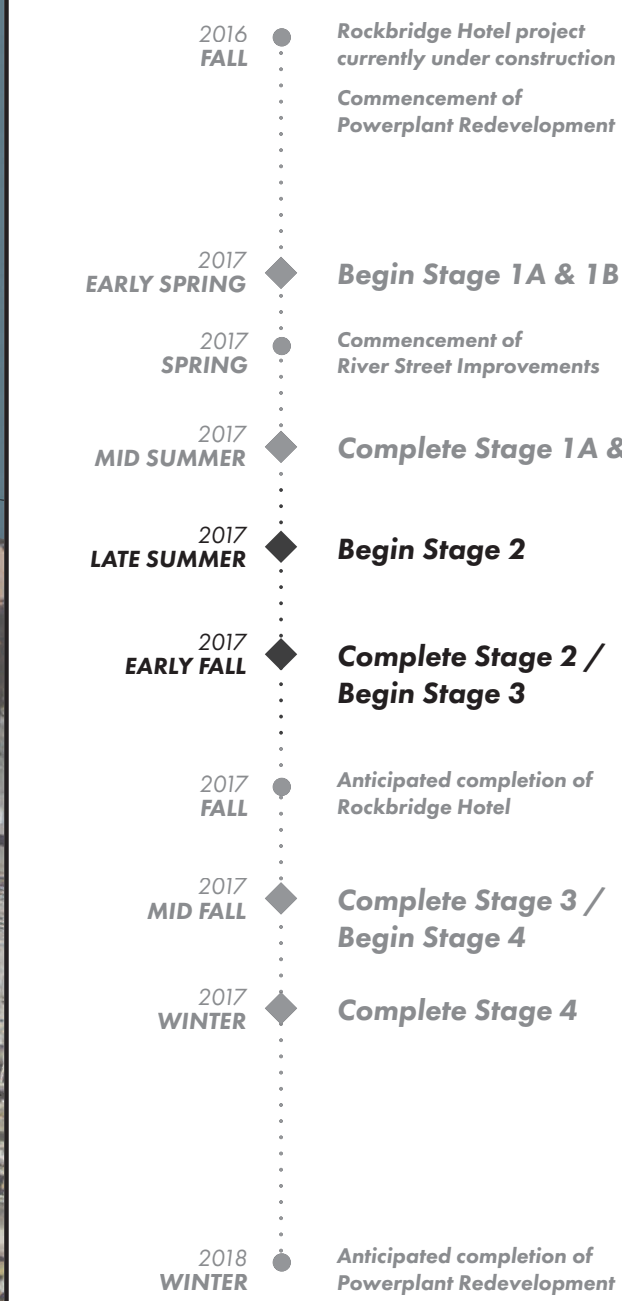 2016
FALL
Rockbridge Hotel project
currently under construction
Commencement of
Powerplant Redevelopment
2017
EARLY SPRING
Begin Stage 1A & 1B
2017
SPRING
Commencement of
River Street Improvements
2017
MID SUMMER
Complete Stage 1A &
2017
LATE SUMMER
Begin Stage 2
2017
EARLY FALL
Complete Stage 2 /
Begin Stage 3
2017
FALL
Anticipated completion of
Rockbridge Hotel
2017
MID FALL
Complete Stage 3 /
Begin Stage 4
2017
WINTER
Complete Stage 4
2018
WINTER
Anticipated completion of
Powerplant Redevelopment